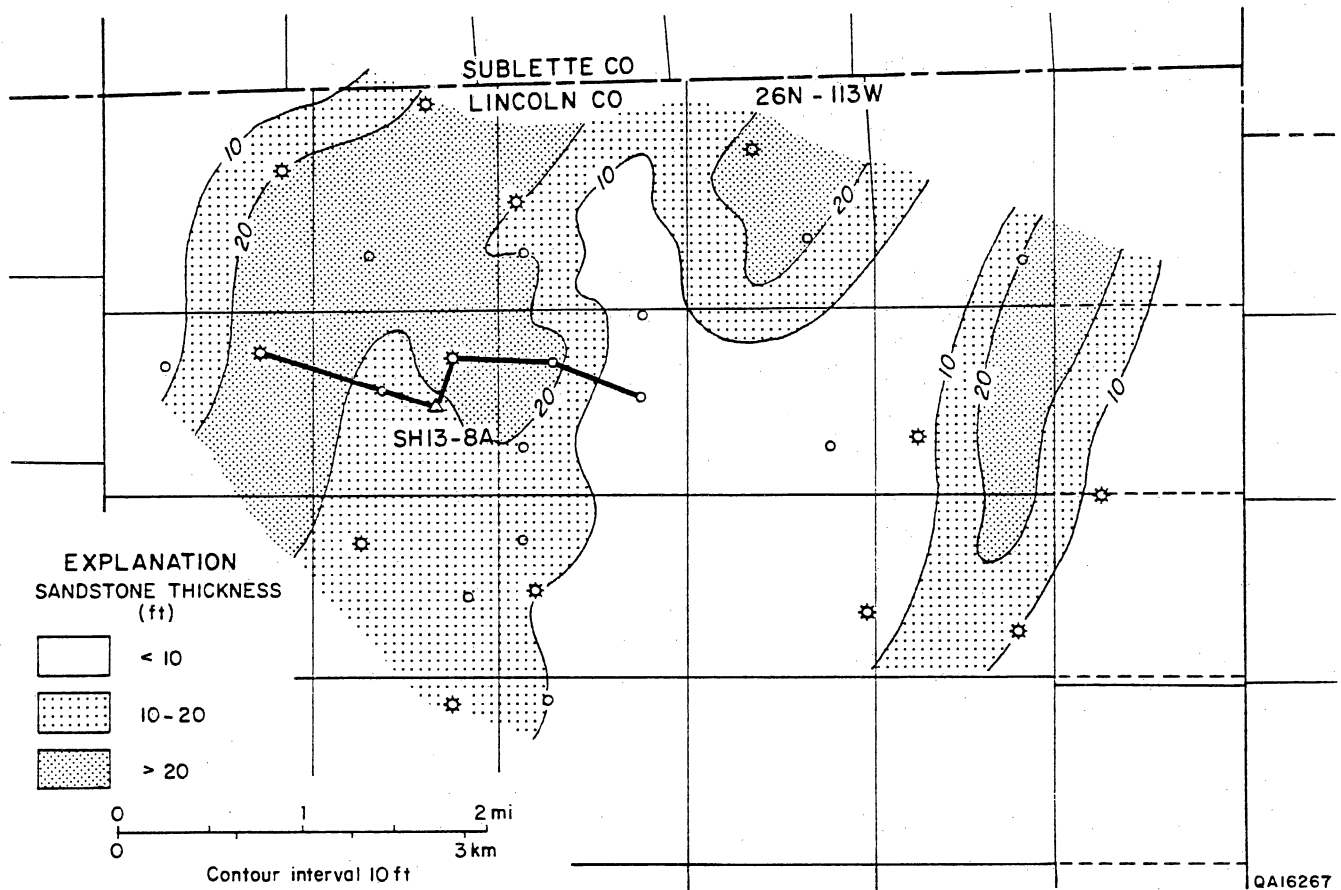 SUBLETTE CO
LINCOLN CO
26N - 113W
10
20
10
20
10
20
10
20
SH13-8A
EXPLANATION
SANDSTONE THICKNESS
(ft)
< 10
10-20
> 20
0 1 2 mi
0 3 km
Contour interval 10 ft
QA16267